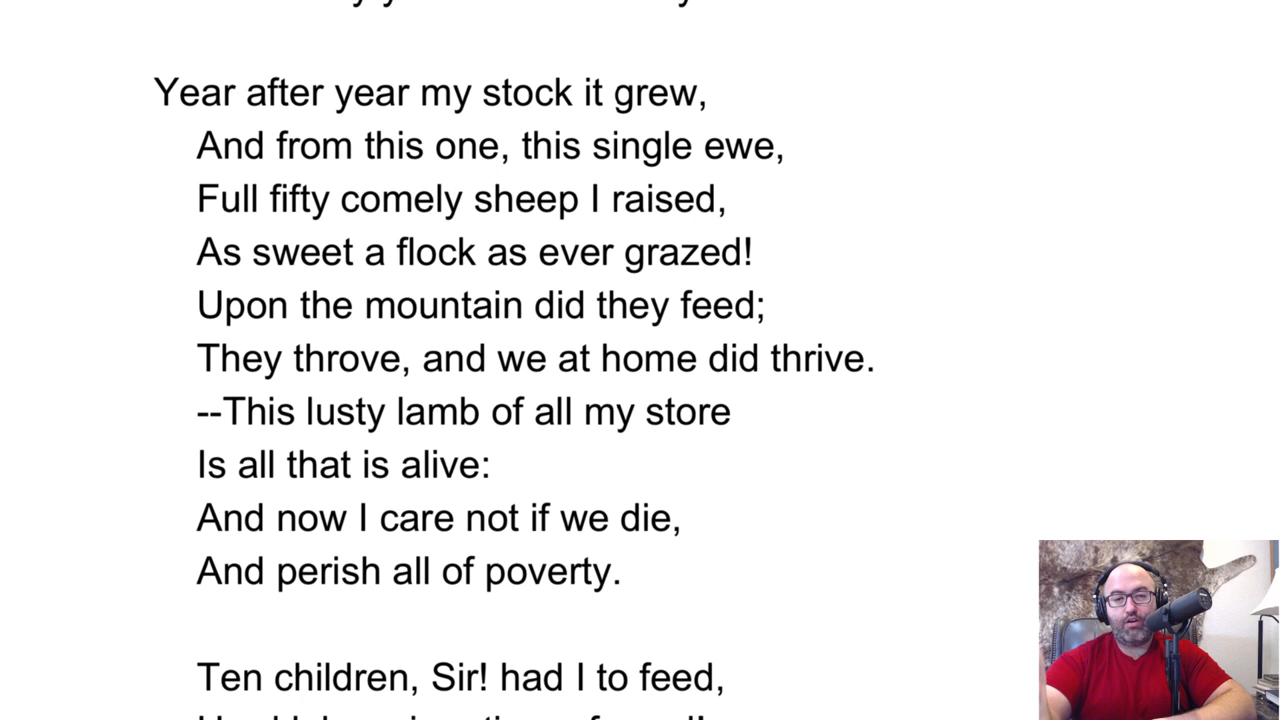 Year after year my stock it grew,
And from this one, this single ewe,
Full fifty comely sheep I raised,
As sweet a flock as ever grazed!
Upon the mountain did they feed;
They throve, and we at home did thrive.
--This lusty lamb of all my store
Is all that is alive:
And now I care not if we die,
And perish all of poverty.
Ten children, Sir! had I to feed,